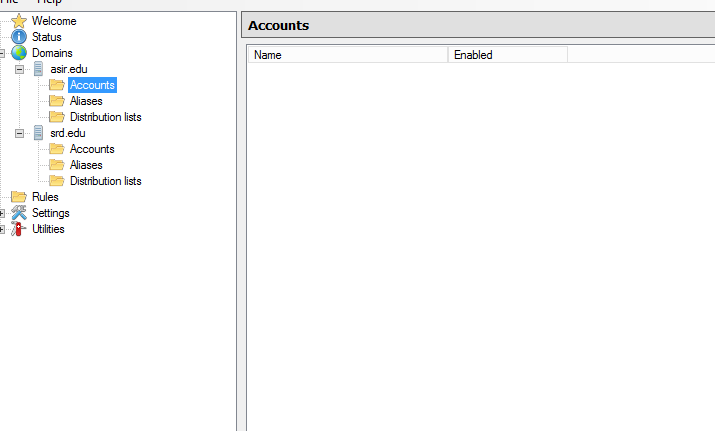 Help
Welcome
Status
Domains
asir.edu
Accounts
Aliases
Distribution lists
srd.edu
Accounts
Aliases
Distribution lists
Rules
Settings
Utilities
Accounts
Name Enabled